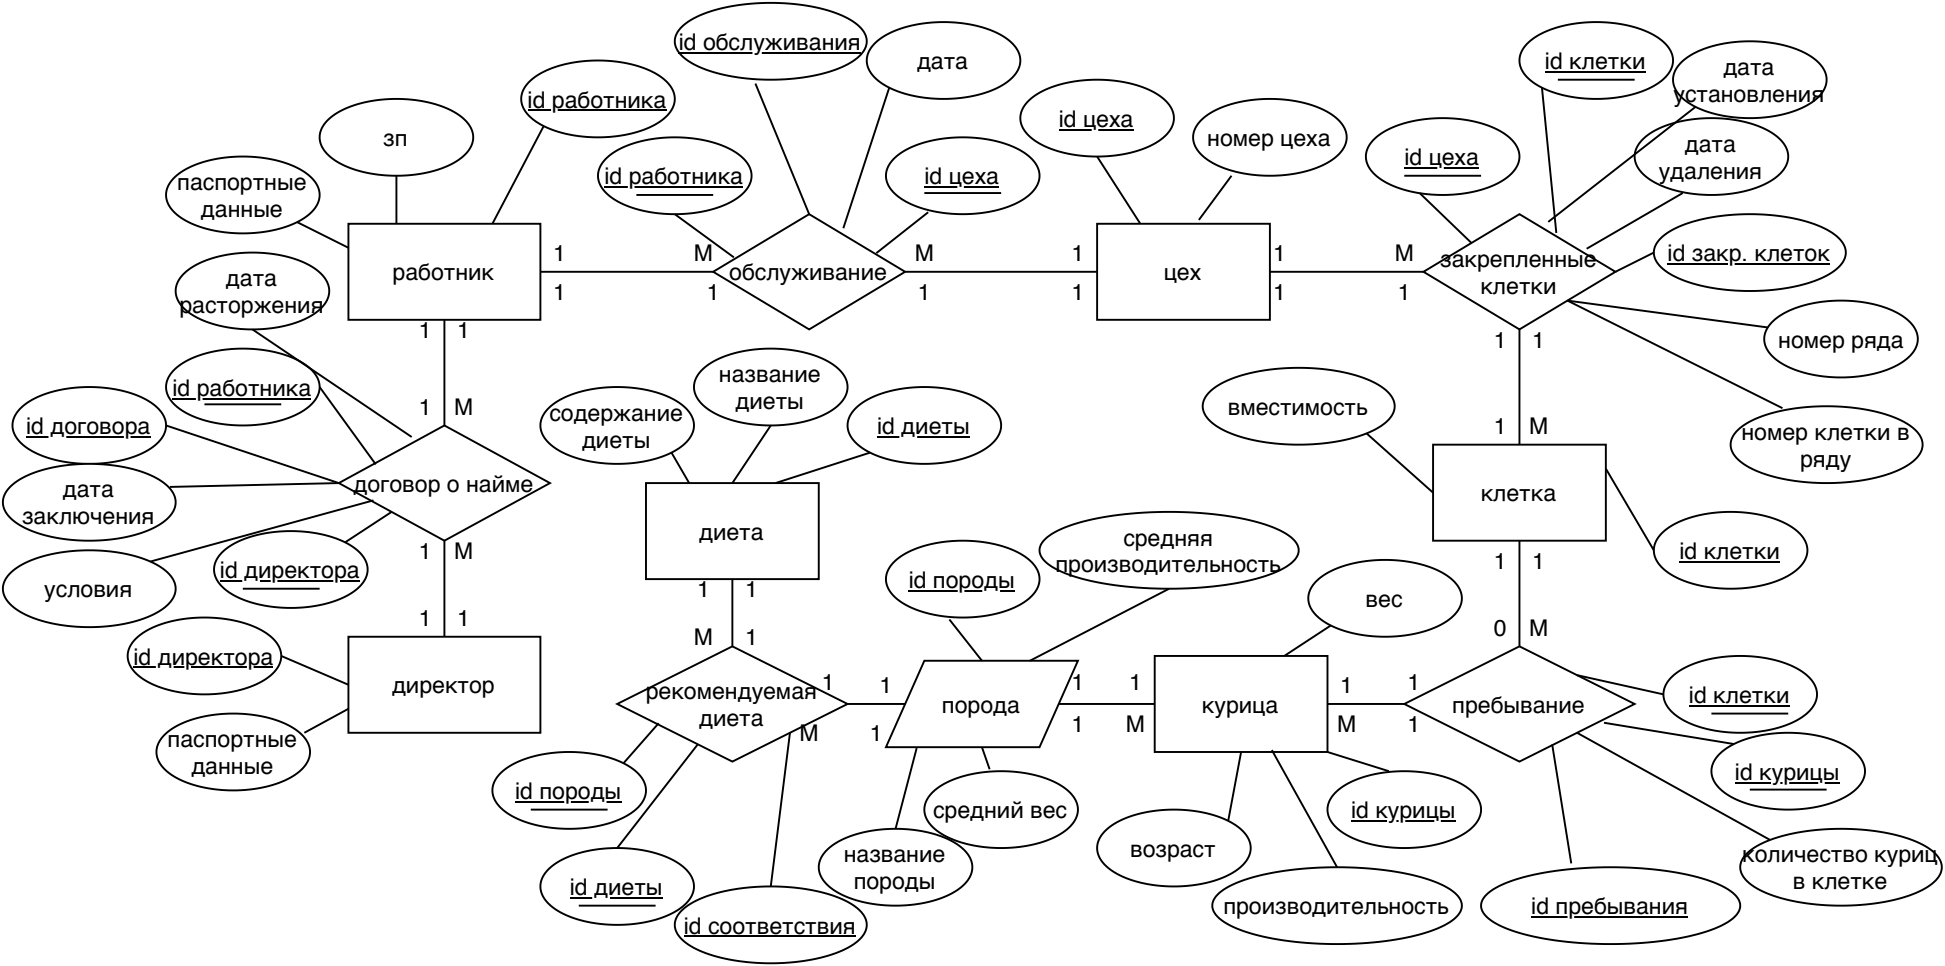 id обслуживания
дата
id работника
зп
id работника
id цеха
паспортные
данные
работник
1
1
M
1
обслуживание
M
1
1
1
id цеха
номер цеха
цех
1
1
M
1
закрепленные
клетки
id цеха
id клетки
дата
установления
дата
удаления
id закр. клеток
номер ряда
номер клетки в
ряду
1
1
1
M
вместимость
клетка
id клетки
1
1
0
M
дата
расторжения
1
1
id работника
1
M
id договора
договор о найме
дата
заключения
условия
id директора
1
M
1
1
id директора
директор
паспортные
данные
содержание
диеты
название
диеты
id диеты
диета
1
1
M
1
рекомендуемая
диета
1
M
1
1
id породы
id диеты
id соответствия
id породы
средняя
производительность
порода
1
1
1
M
название
породы
средний вес
вес
курица
1
M
1
1
возраст
производительность
id курицы
пребывание
id клетки
id курицы
количество куриц
в клетке
id пребывания